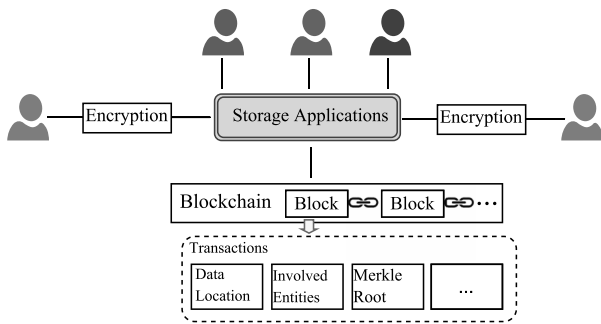 Encryption
Storage Applications
Encryption
Blockchain
Block
Block
...
Transactions
Data
Location
Involved
Entities
Merkle
Root
...